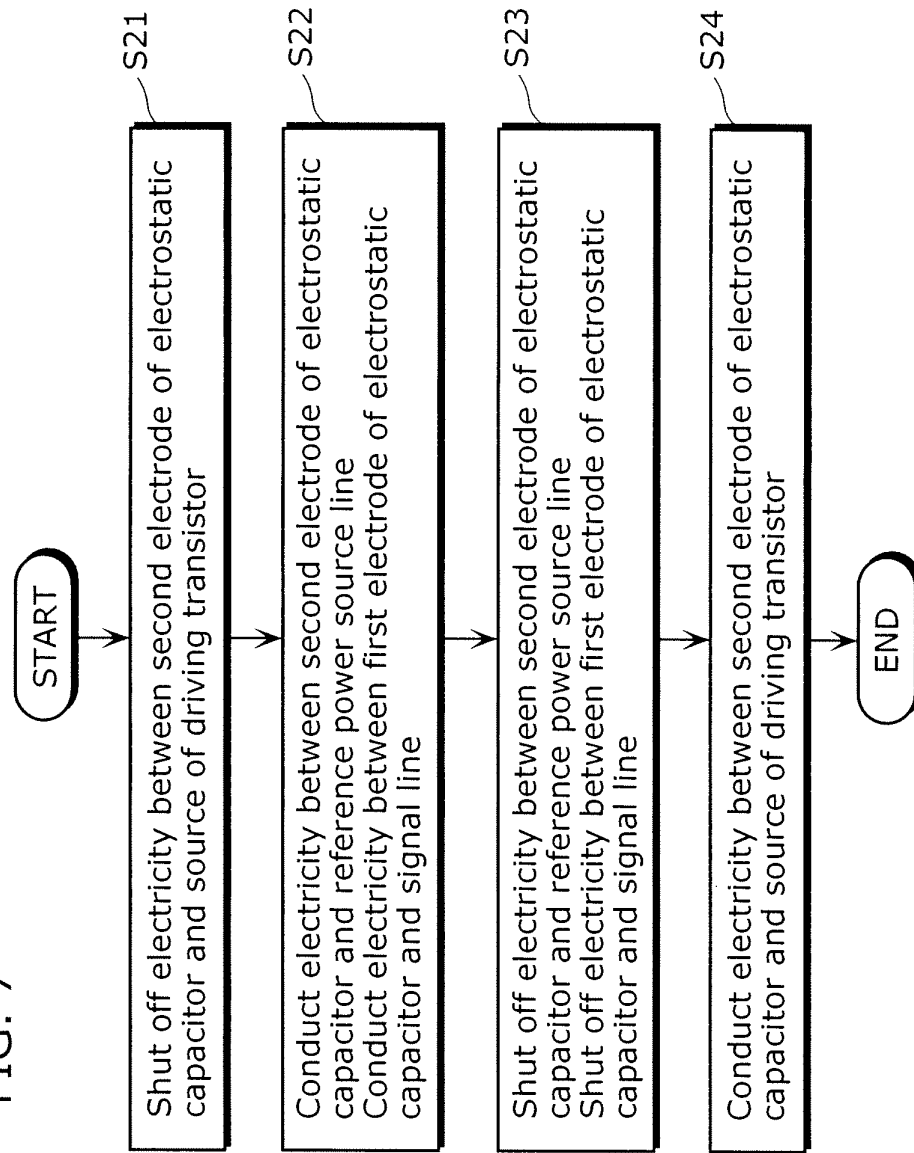 FIG. 7
START
S21
Shut off electricity between second electrode of electrostatic
capacitor and source of driving transistor
S22
Conduct electricity between second electrode of electrostatic
capacitor and reference power source line
Conduct electricity between first electrode of electrostatic
capacitor and signal line
S23
Shut off electricity between second electrode of electrostatic
capacitor and reference power source line
Shut off electricity between first electrode of electrostatic
capacitor and signal line
S24
Conduct electricity between second electrode of electrostatic
capacitor and source of driving transistor
END